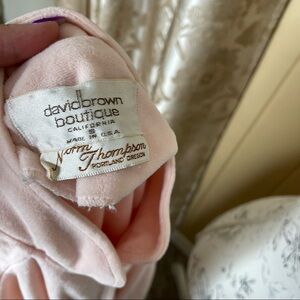 davidbrown
boutique
CALIFORNIA
S
MADE IN U.S.A.
Norm
Thompson
PORTLAND OREGON